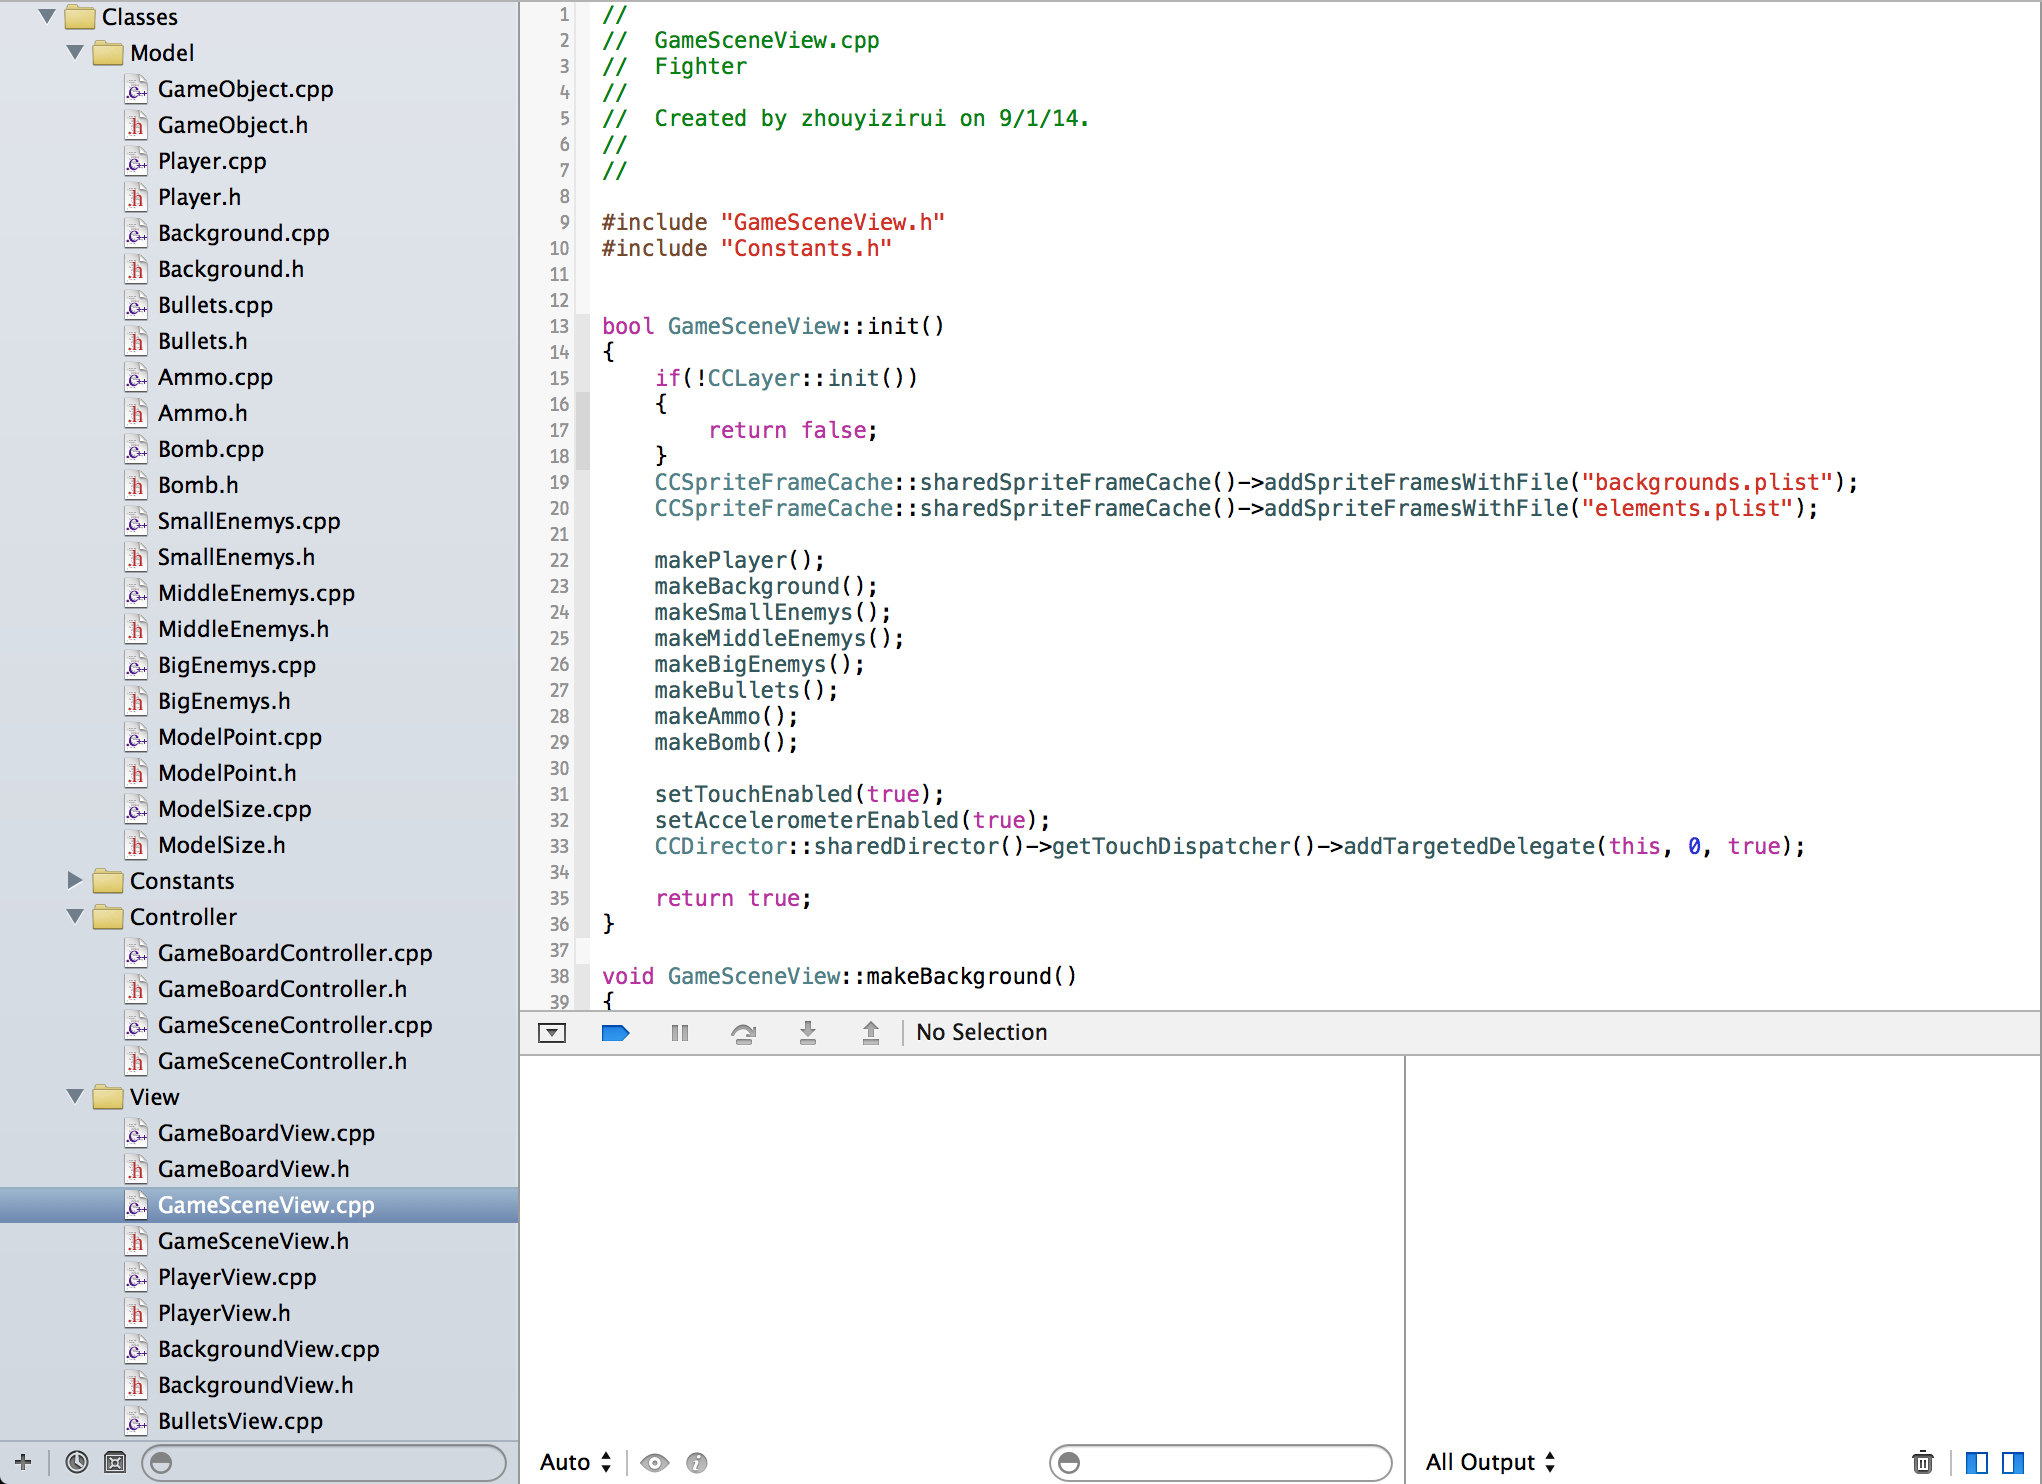 Classes
Model
GameObject.cpp
GameObject.h
Player.cpp
Player.h
Background.cpp
Background.h
Bullets.cpp
Bullets.h
Ammo.cpp
Ammo.h
Bomb.cpp
Bomb.h
SmallEnemys.cpp
SmallEnemys.h
MiddleEnemys.cpp
MiddleEnemys.h
BigEnemys.cpp
BigEnemys.h
ModelPoint.cpp
ModelPoint.h
ModelSize.cpp
ModelSize.h
Constants
Controller
GameBoardController.cpp
GameBoardController.h
GameSceneController.cpp
GameSceneController.h
View
GameBoardView.cpp
GameBoardView.h
GameSceneView.cpp
GameSceneView.h
PlayerView.cpp
PlayerView.h
BackgroundView.cpp
BackgroundView.h
BulletsView.cpp
1 //
2 //  GameSceneView.cpp
3 //  Fighter
4 //
5 //  Created by zhouyizirui on 9/1/14.
6 //
7 //
8
9 #include "GameSceneView.h"
10 #include "Constants.h"
11
12
13 bool GameSceneView::init()
14 {
15     if(!CCLayer::init())
16     {
17         return false;
18     }
19     CCSpriteFrameCache::sharedSpriteFrameCache()->addSpriteFramesWithFile("backgrounds.plist");
20     CCSpriteFrameCache::sharedSpriteFrameCache()->addSpriteFramesWithFile("elements.plist");
21
22     makePlayer();
23     makeBackground();
24     makeSmallEnemys();
25     makeMiddleEnemys();
26     makeBigEnemys();
27     makeBullets();
28     makeAmmo();
29     makeBomb();
30
31     setTouchEnabled(true);
32     setAccelerometerEnabled(true);
33     CCDirector::sharedDirector()->getTouchDispatcher()->addTargetedDelegate(this, 0, true);
34
35     return true;
36 }
37
38 void GameSceneView::makeBackground()
39 {
No Selection
Auto
All Output